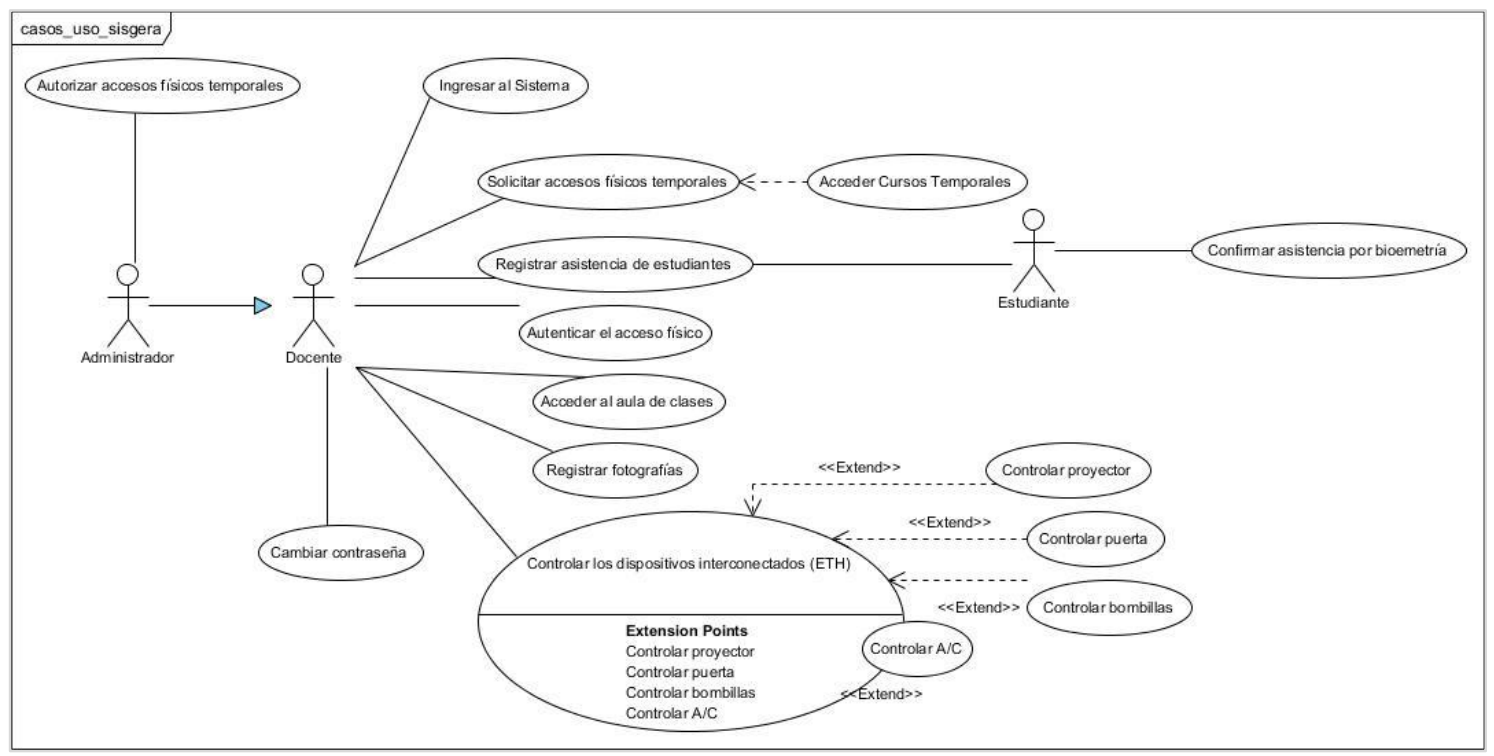 casos_uso_sisgera
Autorizar accesos físicos temporales
Ingresar al Sistema
Solicitar accesos físicos temporales
Acceder Cursos Temporales
Registrar asistencia de estudiantes
Confirmar asistencia por bioemetría
Estudiante
Autenticar el acceso físico
Administrador
Docente
Acceder al aula de clases
Registrar fotografías
<<Extend>>
Controlar proyector
<<Extend>>
Controlar puerta
Cambiar contraseña
Controlar los dispositivos interconectados (ETH)
<<Extend>>
Controlar bombillas
Extension Points
Controlar proyector
Controlar puerta
Controlar bombillas
Controlar A/C
Controlar A/C
<<Extend>>